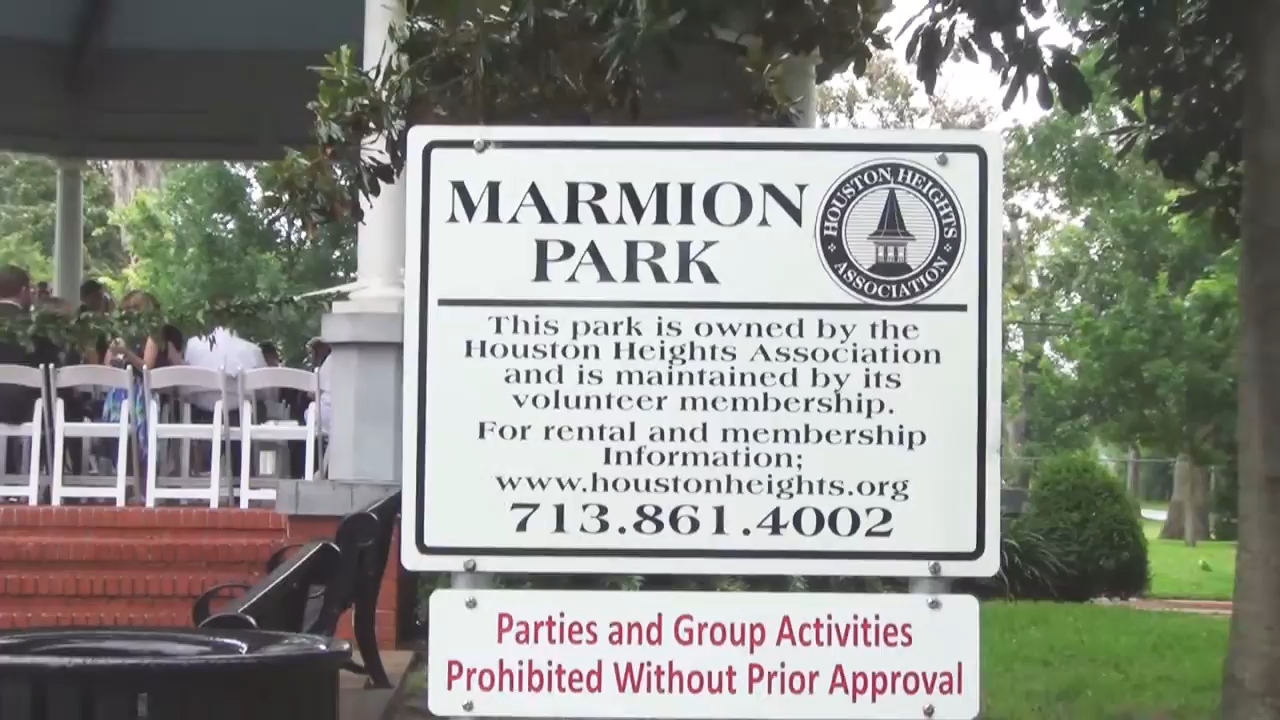 MARMION
PARK
HOUSTON HEIGHTS
ASSOCIATION
This park is owned by the
Houston Heights Association
and is maintained by its
volunteer membership.
For rental and membership
Information;
www.houstonheights.org
713.861.4002
Parties and Group Activities
Prohibited Without Prior Approval